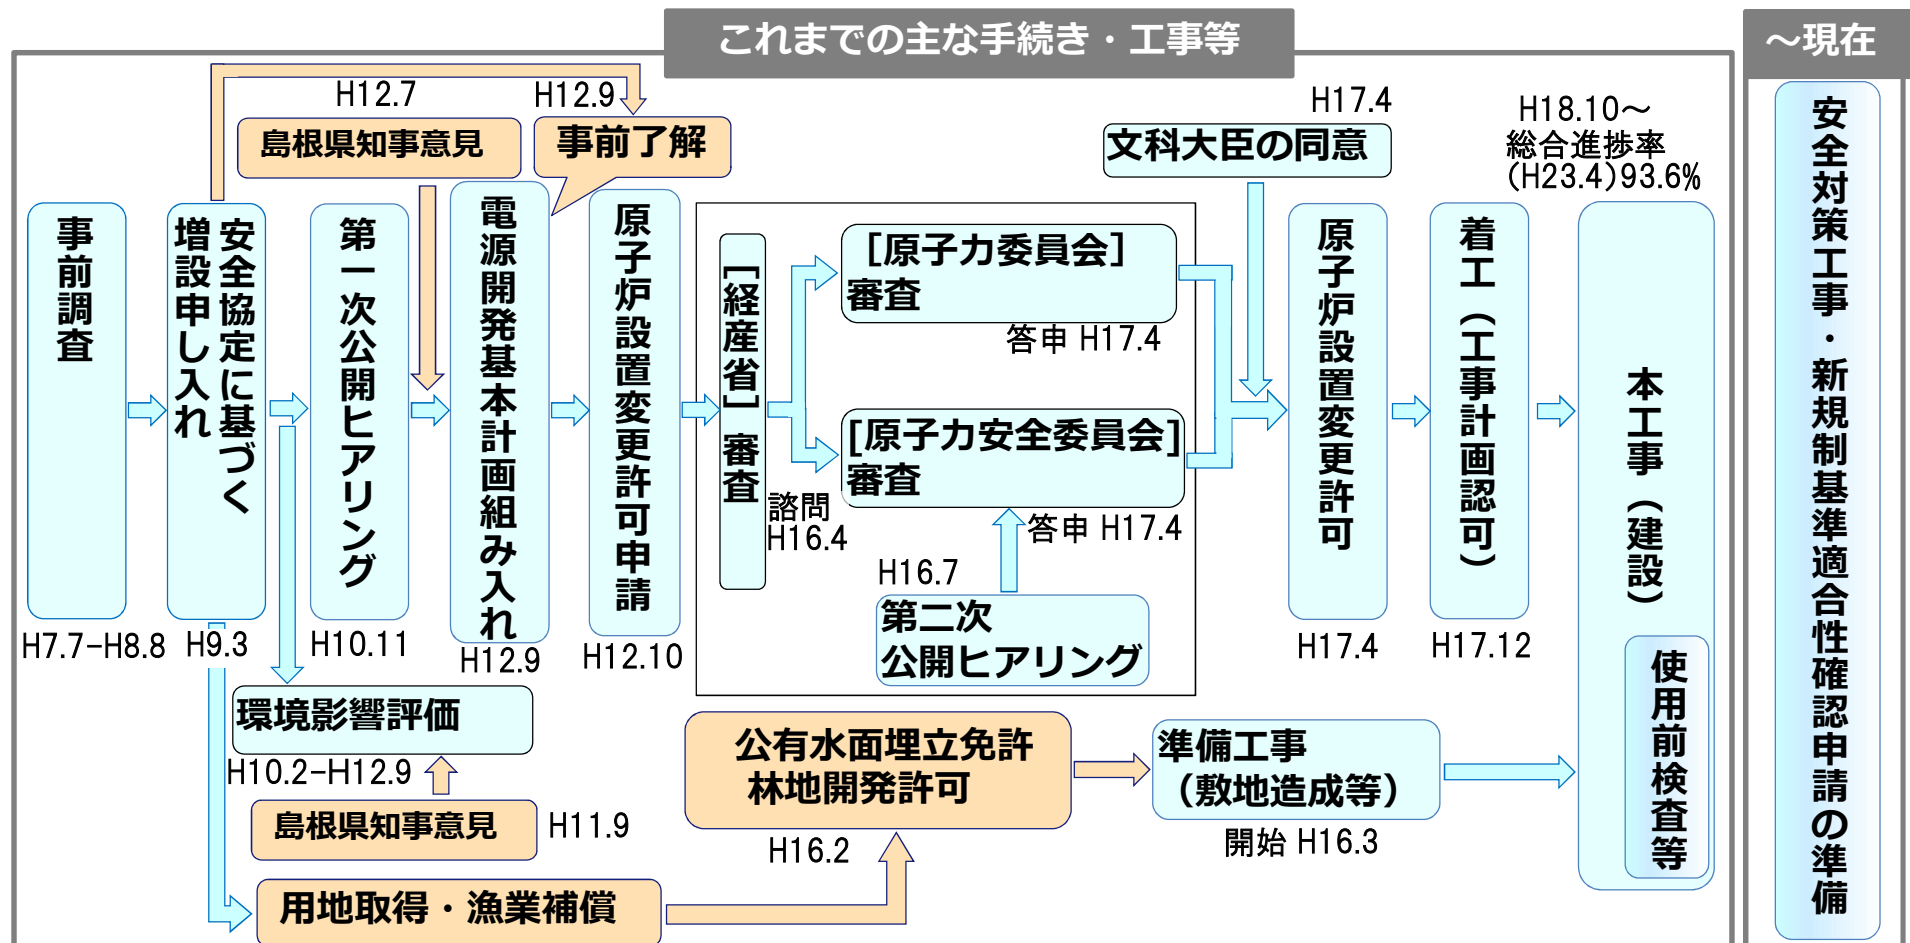 これまでの主な手続き・工事等
～現在
H12.7
島根県知事意見
H12.9
事前了解
H17.4
文科大臣の同意
H18.10～
総合進捗率
(H23.4)93.6%
事前調査
H7.7-H8.8
安全協定に基づく
増設申し入れ
H9.3
第一次公開ヒアリング
H10.11
電源開発基本計画組み入れ
H12.9
原子炉設置変更許可申請
H12.10
［経産省］審査
諮問
H16.4
［原子力委員会］
審査
答申 H17.4
[原子力安全委員会]
審査
答申 H17.4
H16.7
第二次
公開ヒアリング
原子炉設置変更許可
H17.4
着工（工事計画認可）
H17.12
本工事（建設）
使用前検査等
環境影響評価
H10.2-H12.9
島根県知事意見
H11.9
用地取得・漁業補償
公有水面埋立免許
林地開発許可
H16.2
準備工事
（敷地造成等）
開始 H16.3
安全対策工事・新規制基準適合性確認申請の準備